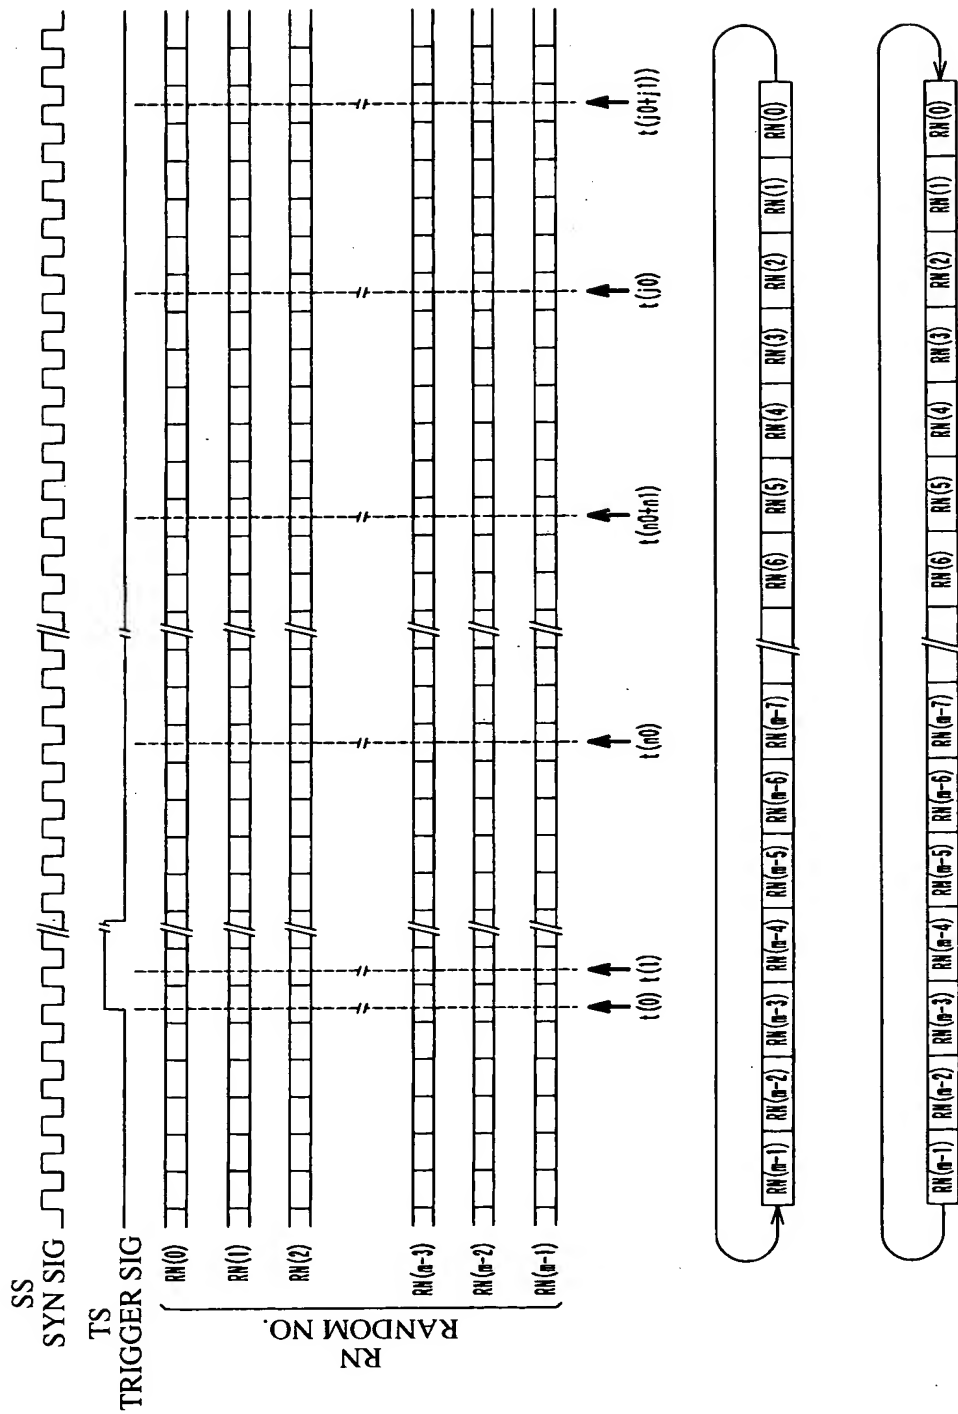 SS
SYN SIG
TS
TRIGGER SIG
RN
RANDOM NO.
RN(0)
RN(1)
RN(2)
RN(m-3)
RN(m-2)
RN(m-1)
t(0) t(1) t(n0) t(n0+n1) t(j0) t(j0+j1))
RN(m-1) RN(m-2) RN(m-3) RN(m-4) RN(m-5) RN(m-6) RN(m-7) RN(6) RN(5) RN(4) RN(3) RN(2) RN(1) RN(0)
RN(m-1) RN(m-2) RN(m-3) RN(m-4) RN(m-5) RN(m-6) RN(m-7) RN(6) RN(5) RN(4) RN(3) RN(2) RN(1) RN(0)